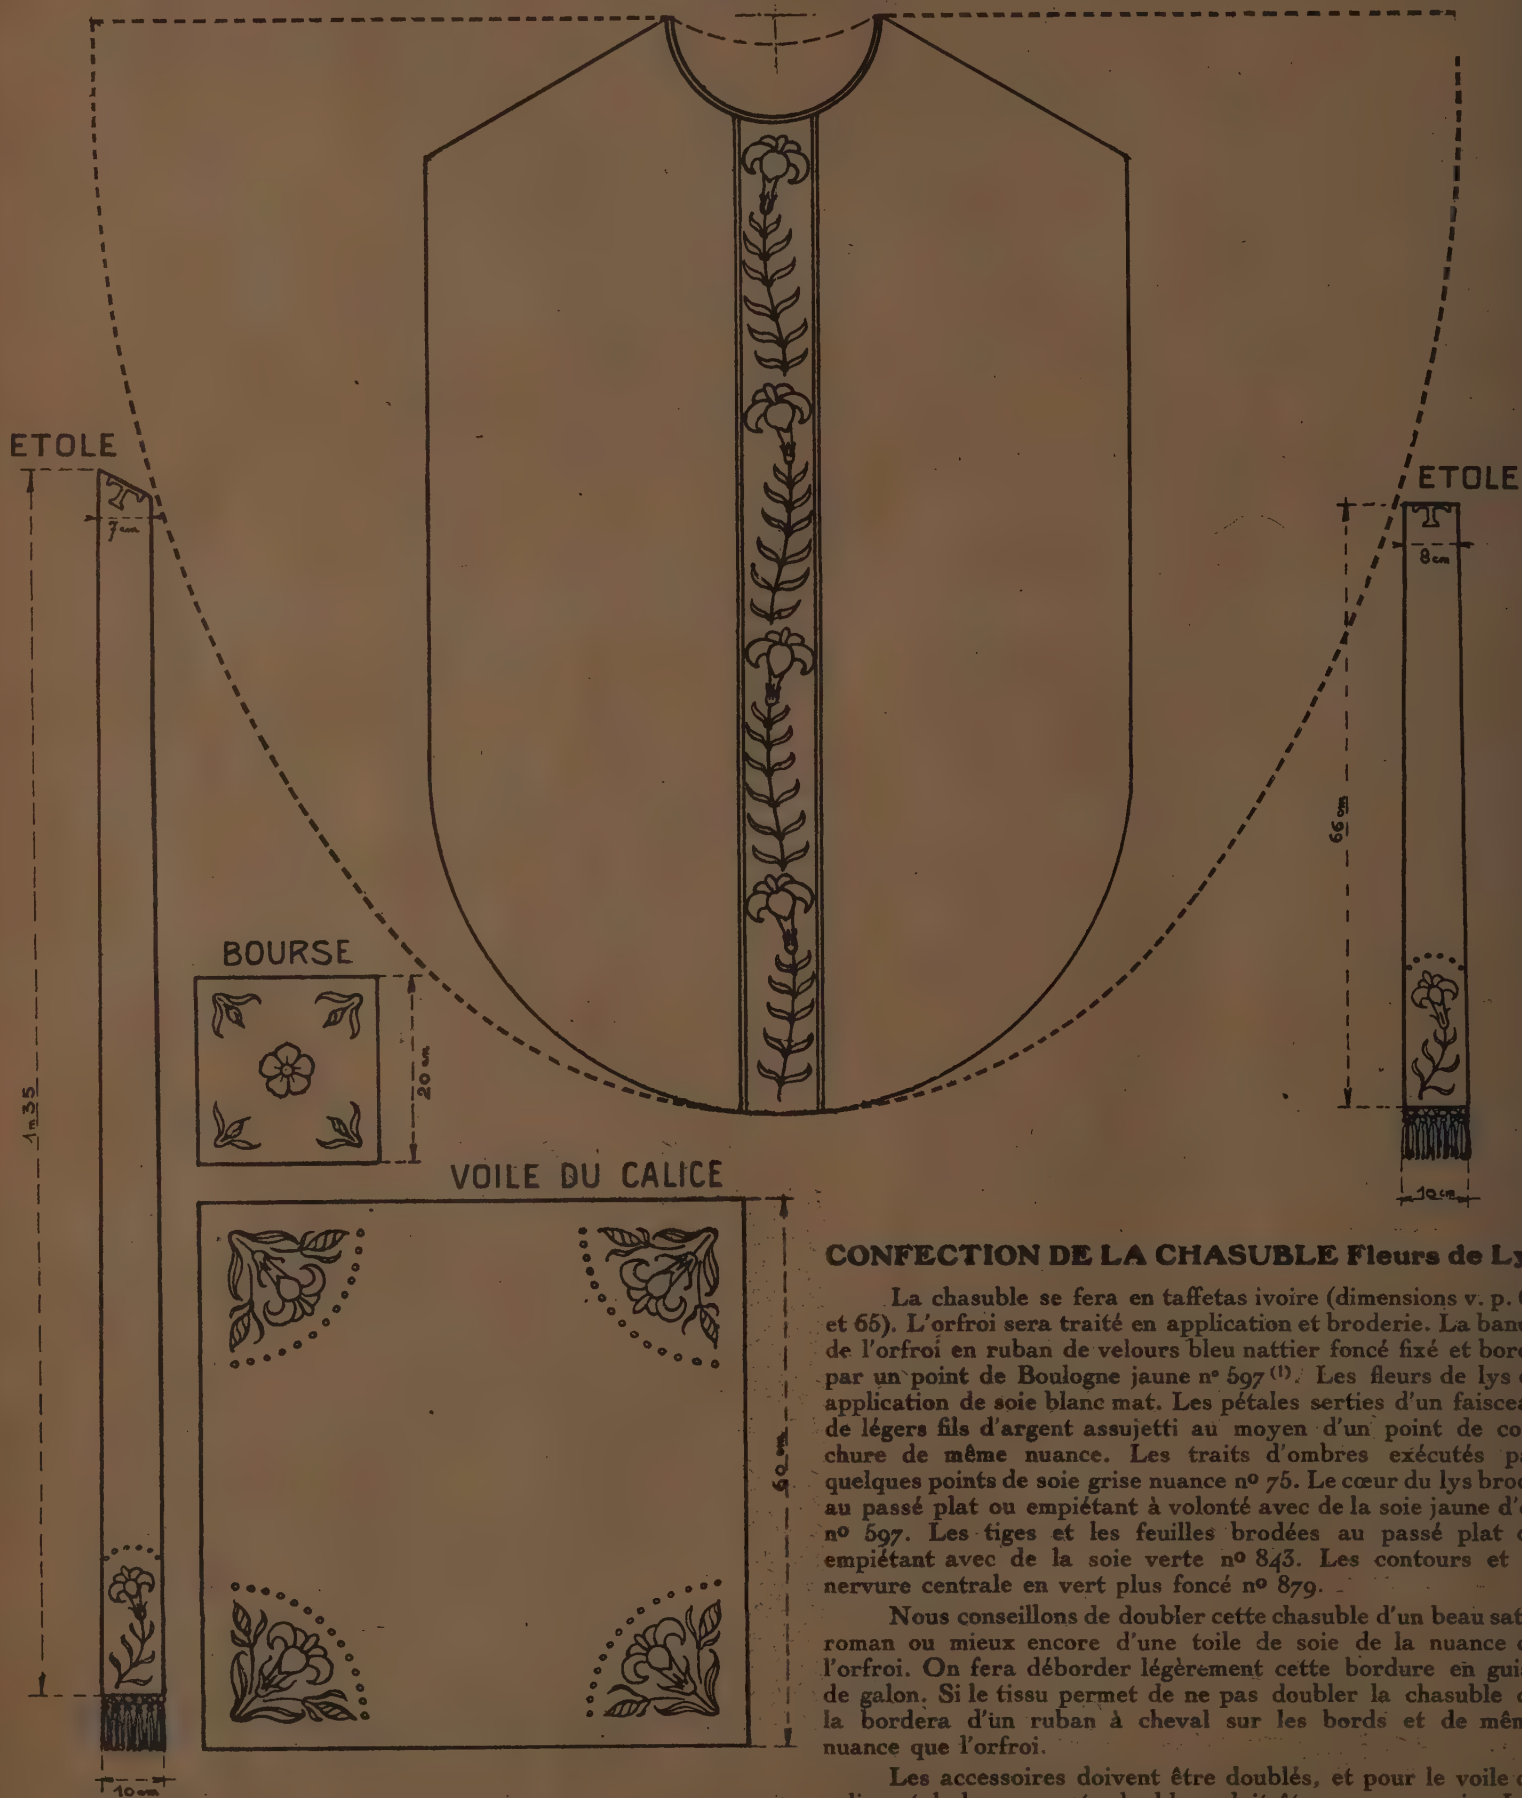 ETOLE
ETOLE
7cm
8cm
66cm
BOURSE
20 cm
1m35
VOILE DU CALICE
10cm
60 cm
10cm
CONFECTION DE LA CHASUBLE Fleurs de
La chasuble se fera en taffetas ivoire (dimensions v. p.
et 65). L'orfroi sera traité en application et broderie. La
de l'orfroi en ruban de velours bleu nattier foncé fixé et
par un point de Boulogne jaune nº 597 (1). Les fleurs de lys
application de soie blanc mat. Les pétales serties d'un
de légers fils d'argent assujetti au moyen d'un point de
chure de même nuance. Les traits d'ombres exécutés
quelques points de soie grise nuance nº 75. Le cœur du lys
au passé plat ou empiétant à volonté avec de la soie jaune
nº 597. Les tiges et les feuilles brodées au passé plat
empiétant avec de la soie verte nº 843. Les contours et
nervure centrale en vert plus foncé nº 879.
Nous conseillons de doubler cette chasuble d'un beau
roman ou mieux encore d'une toile de soie de la nuance
l'orfroi. On fera déborder légèrement cette bordure en
de galon. Si le tissu permet de ne pas doubler la chasuble
la bordera d'un ruban à cheval sur les bords et de
nuance que l'orfroi.
Les accessoires doivent être doublés, et pour le voile